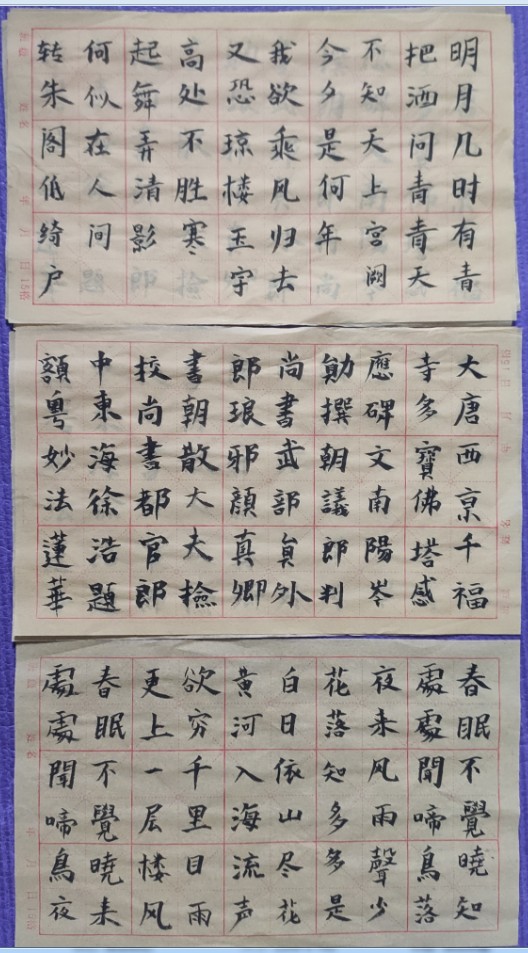 明月几时有青
把酒问青青天
不知天上宫阙
今夕是何年
我欲乘风归去
又恐琼楼玉宇
高处不胜寒
起舞弄清影
何似在人间
转朱阁低绮户
大唐西京千福
寺多寶佛塔感
應碑文南陽岑
勛撰朝議郎判
尚書武部員外
郎琅邪顔真卿
書朝散大夫檢
校尚書都官郎
中東海徐浩題
額粤妙法蓮華
春眠不覺曉知
處處聞啼鳥落
夜来风雨聲少
花落知多多是
白日依山尽花
黄河入海流声
欲穷千里目雨
更上一层楼风
春眠不覺曉来
處處聞啼鳥夜